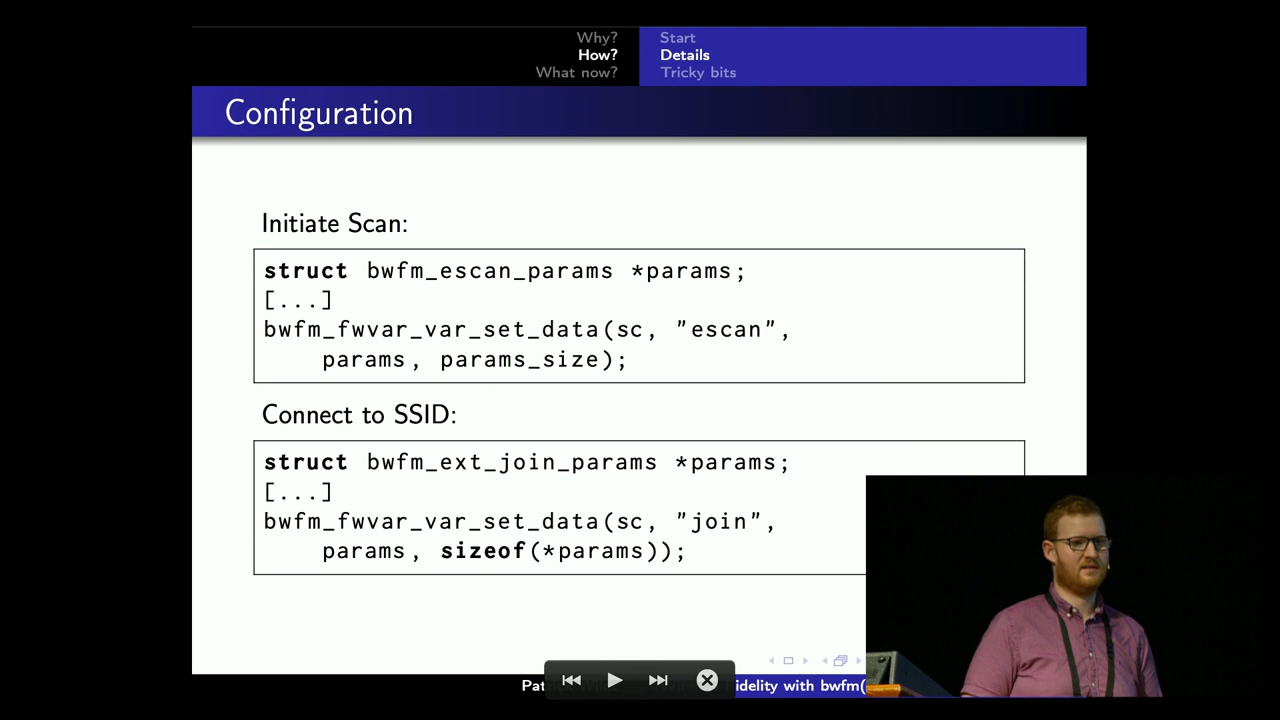 Why?
How?
What now?
Start
Details
Tricky bits
Configuration
Initiate Scan:
struct bwfm_escan_params *params;
[...]
bwfm_fwvar_var_set_data(sc, "escan",
    params, params_size);
Connect to SSID:
struct bwfm_ext_join_params *params;
[...]
bwfm_fwvar_var_set_data(sc, "join",
    params, sizeof(*params));
idelity with bwfm(